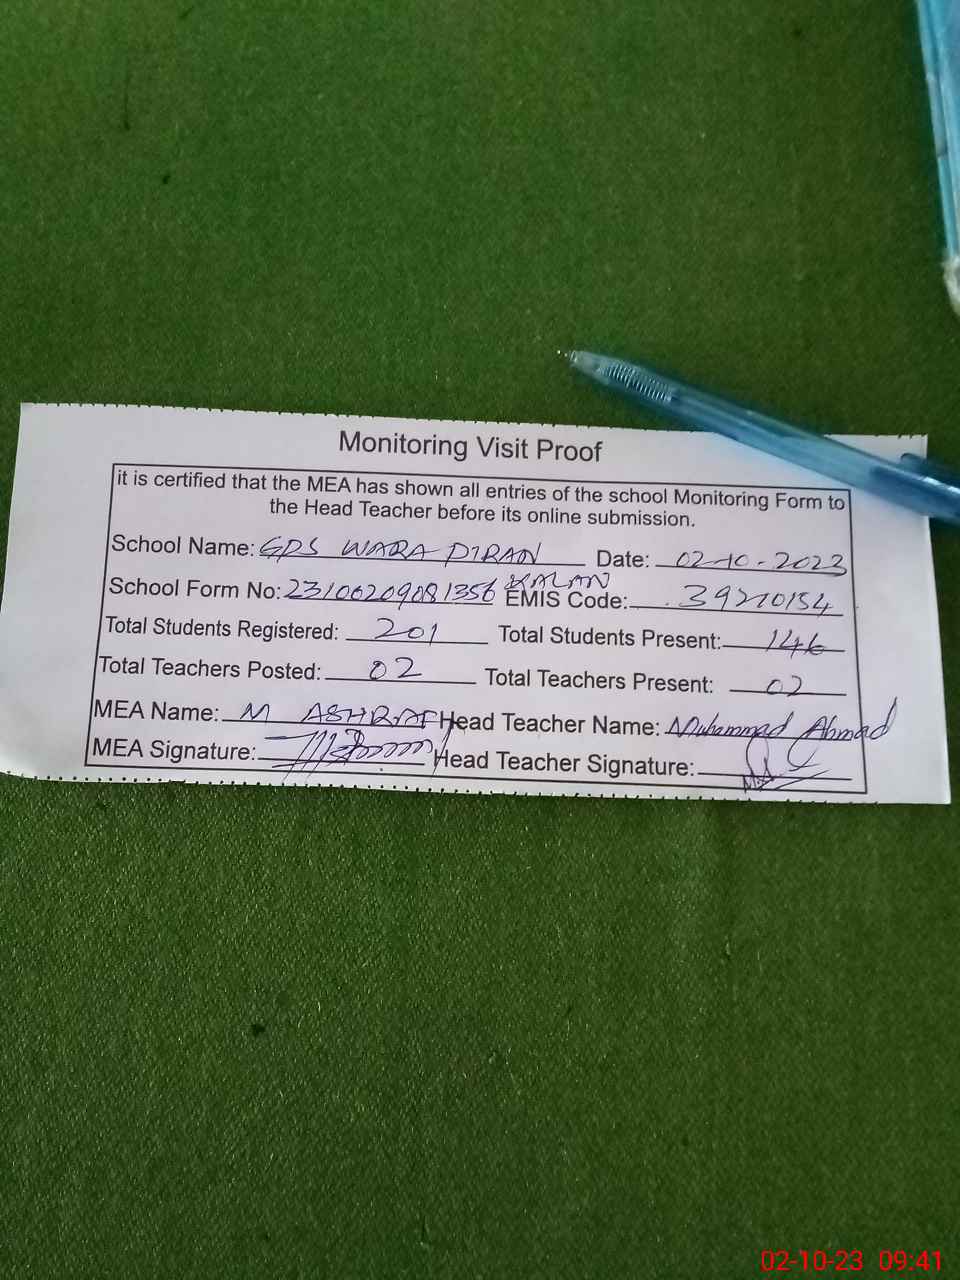 Monitoring Visit Proof
it is certified that the MEA has shown all entries of the school Monitoring Form to
the Head Teacher before its online submission.
School Name: GPS WARA DIRAN KALAN Date: 02-10-2023
School Form No: 23100209081356 EMIS Code: 39210154
Total Students Registered: 201 Total Students Present: 146
Total Teachers Posted: 02 Total Teachers Present: 02
MEA Name: M ASHRAF Head Teacher Name: Muhammad Ahmad
MEA Signature: Head Teacher Signature:
02-10-23 09:41